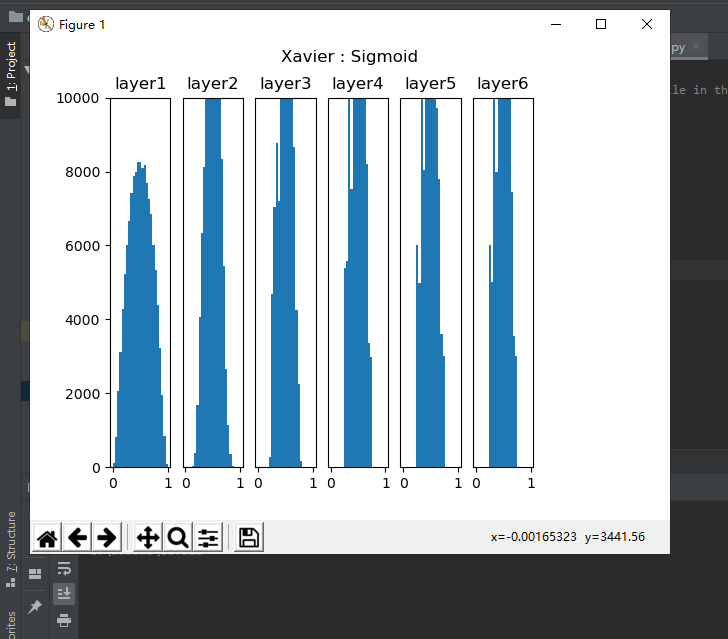 Figure 1
1: Project
py
le in th
Xavier : Sigmoid
layer1 layer2 layer3 layer4 layer5 layer6
10000
8000
6000
4000
2000
0
0 1 0 1 0 1 0 1 0 1 0 1
x=-0.00165323 y=3441.56
7: Structure
orites